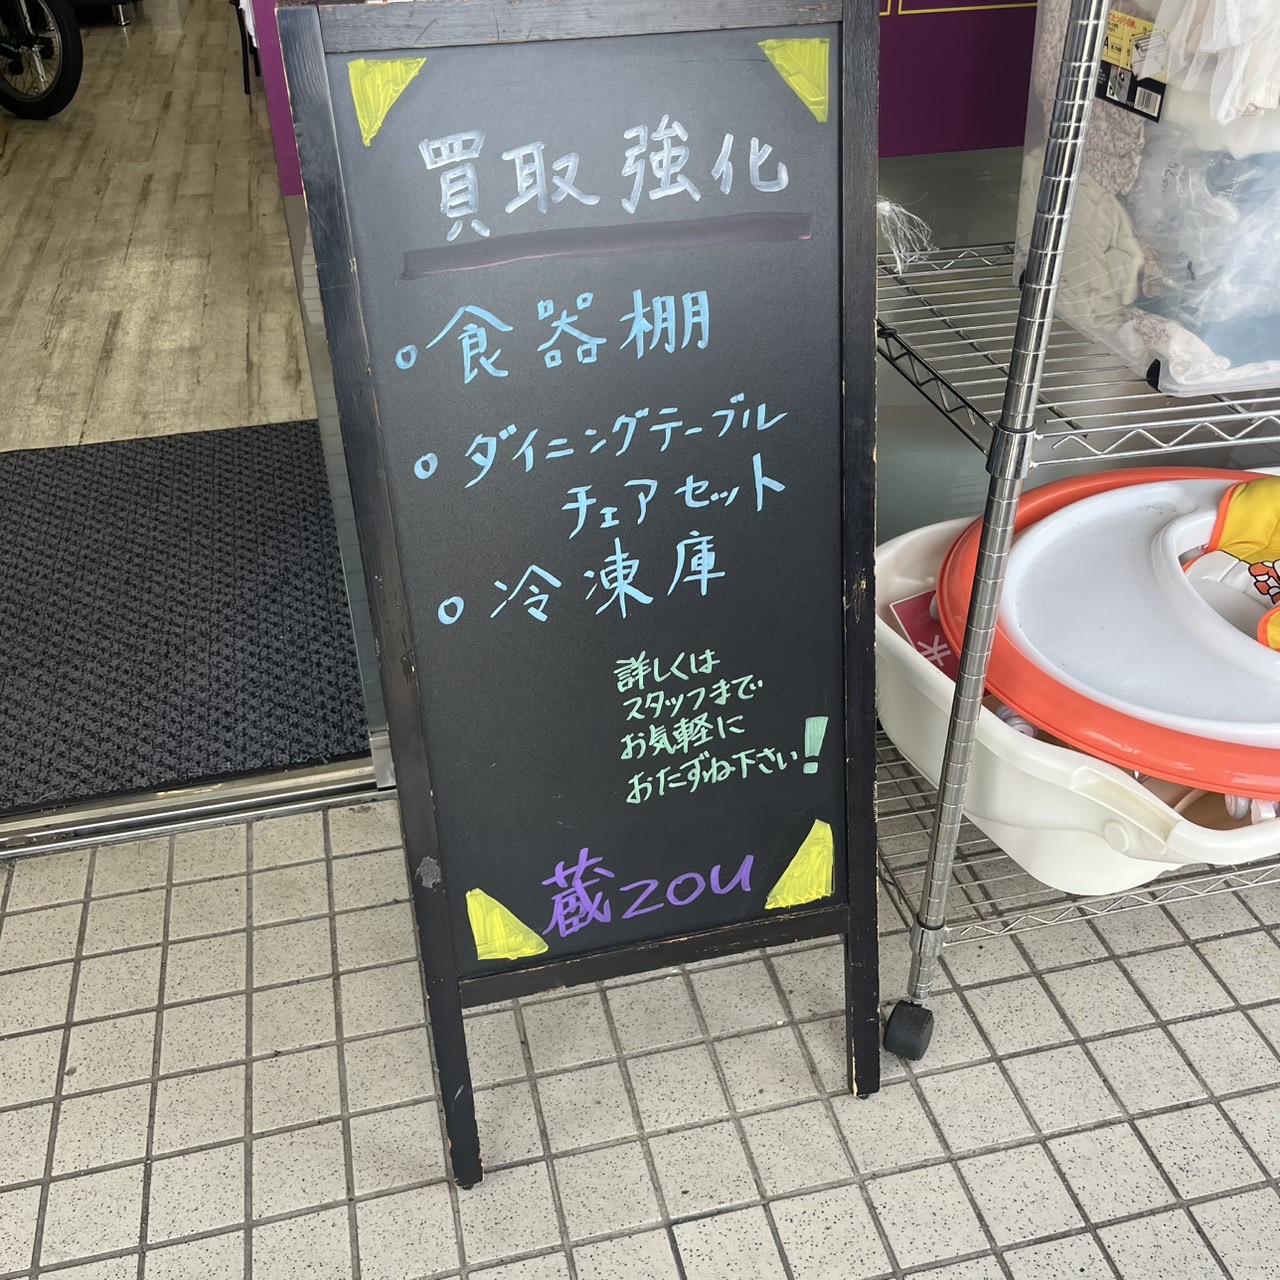 買取強化
○食器棚
○ダイニングテーブル
チェアセット
○冷凍庫
詳しくは
スタッフまで
お気軽に
おたずね下さい!
蔵zou